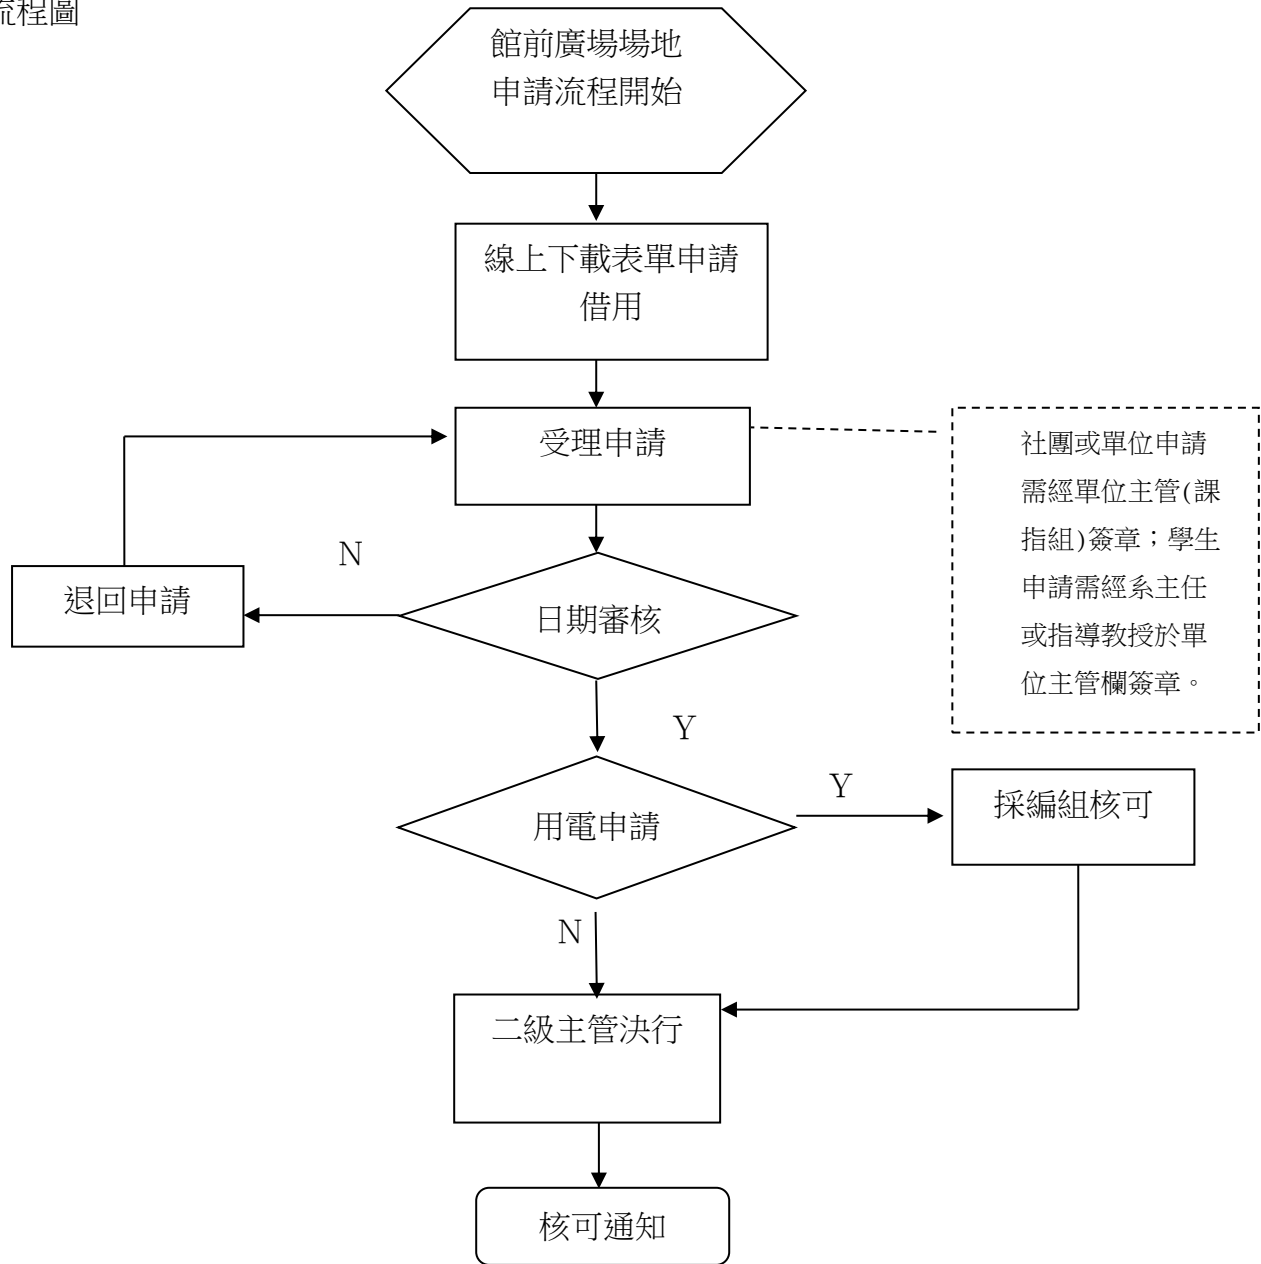 流程圖
館前廣場場地
申請流程開始
線上下載表單申請
借用
受理申請
社團或單位申請
需經單位主管(課
指組)簽章；學生
申請需經系主任
或指導教授於單
位主管欄簽章。
N
退回申請
日期審核
Y
Y
用電申請
採編組核可
N
二級主管決行
核可通知